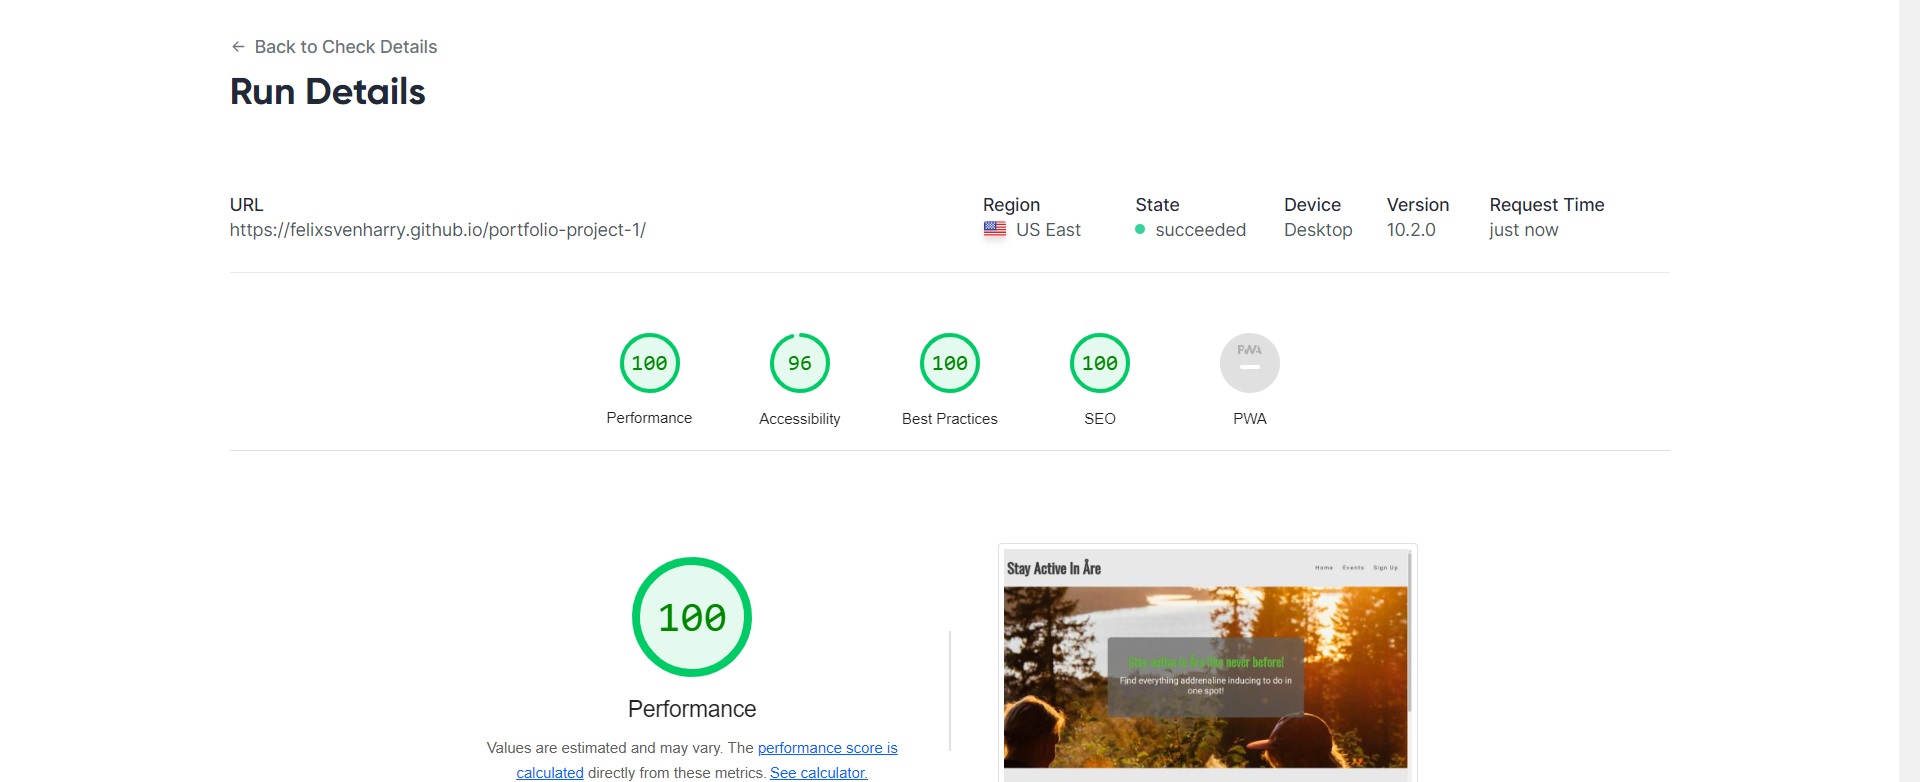 ← Back to Check Details
Run Details
URL
https://felixsvenharry.github.io/portfolio-project-1/
Region
US East
State
succeeded
Device
Desktop
Version
10.2.0
Request Time
just now
100
Performance
96
Accessibility
100
Best Practices
100
SEO
PWA
PWA
100
Performance
Values are estimated and may vary. The performance score is
calculated directly from these metrics. See calculator.
Stay Active In Åre
Home Events Sign Up
Stay active in Åre like never before!
Find everything addrenaline inducing to do in
one spot!